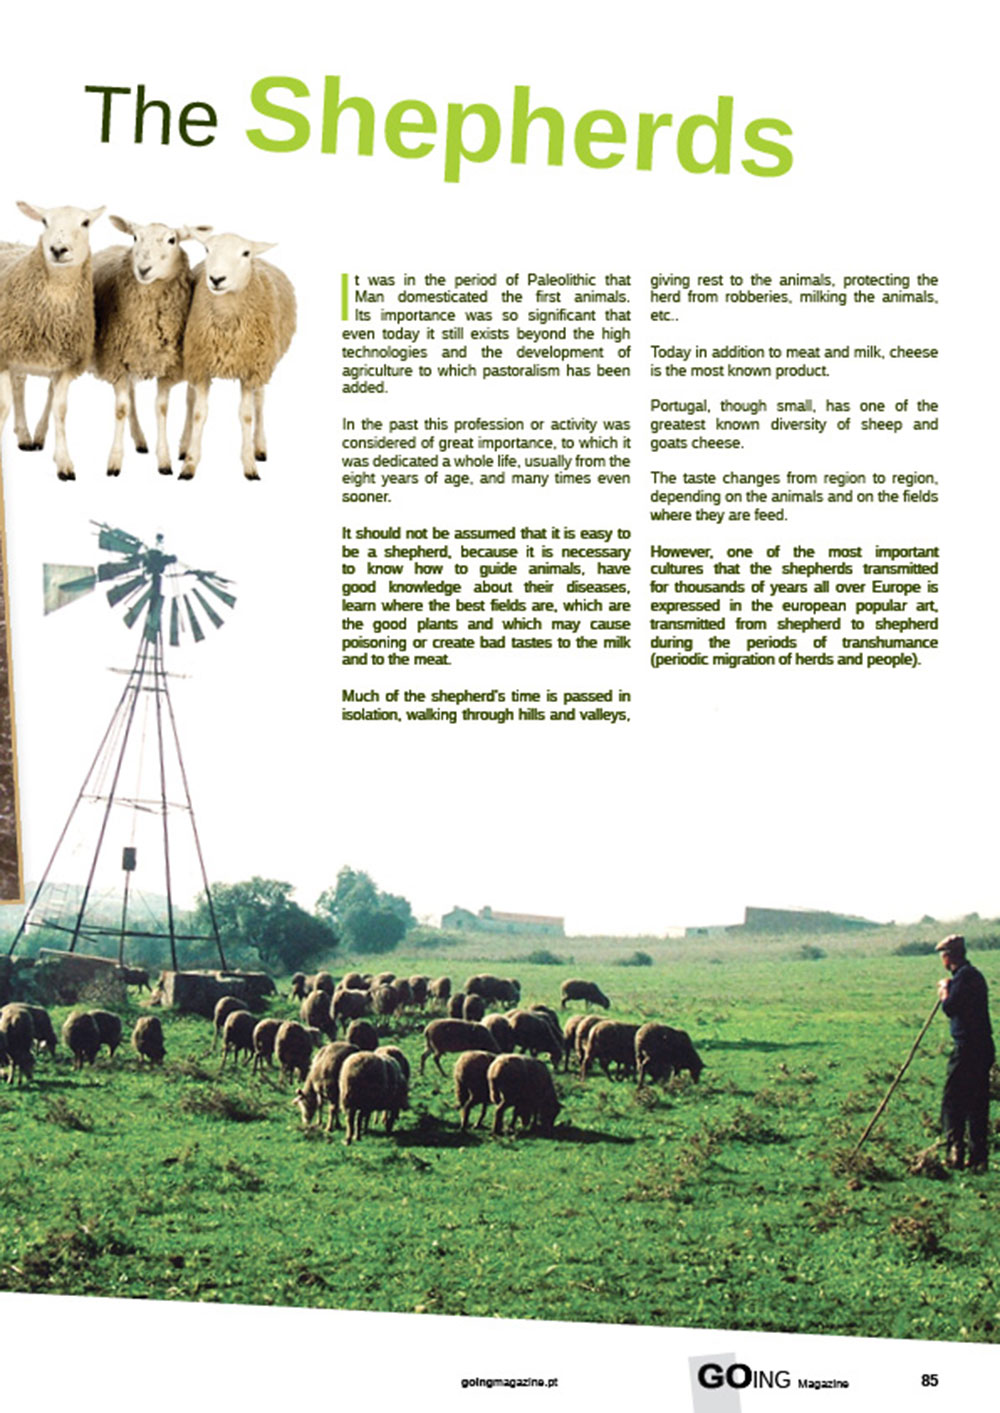 The Shepherds
It was in the period of Paleolithic that
Man domesticated the first animals.
Its importance was so significant that
even today it still exists beyond the high
technologies and the development of
agriculture to which pastoralism has been
added.
In the past this profession or activity was
considered of great importance, to which it
was dedicated a whole life, usually from the
eight years of age, and many times even
sooner.
It should not be assumed that it is easy to
be a shepherd, because it is necessary
to know how to guide animals, have
good knowledge about their diseases,
learn where the best fields are, which are
the good plants and which may cause
poisoning or create bad tastes to the milk
and to the meat.
Much of the shepherd's time is passed in
isolation, walking through hills and valleys,
giving rest to the animals, protecting the
herd from robberies, milking the animals,
etc..
Today in addition to meat and milk, cheese
is the most known product.
Portugal, though small, has one of the
greatest known diversity of sheep and
goats cheese.
The taste changes from region to region,
depending on the animals and on the fields
where they are feed.
However, one of the most important
cultures that the shepherds transmitted
for thousands of years all over Europe is
expressed in the european popular art,
transmitted from shepherd to shepherd
during the periods of transhumance
(periodic migration of herds and people).
goingmagazine.pt
GOING Magazine
85